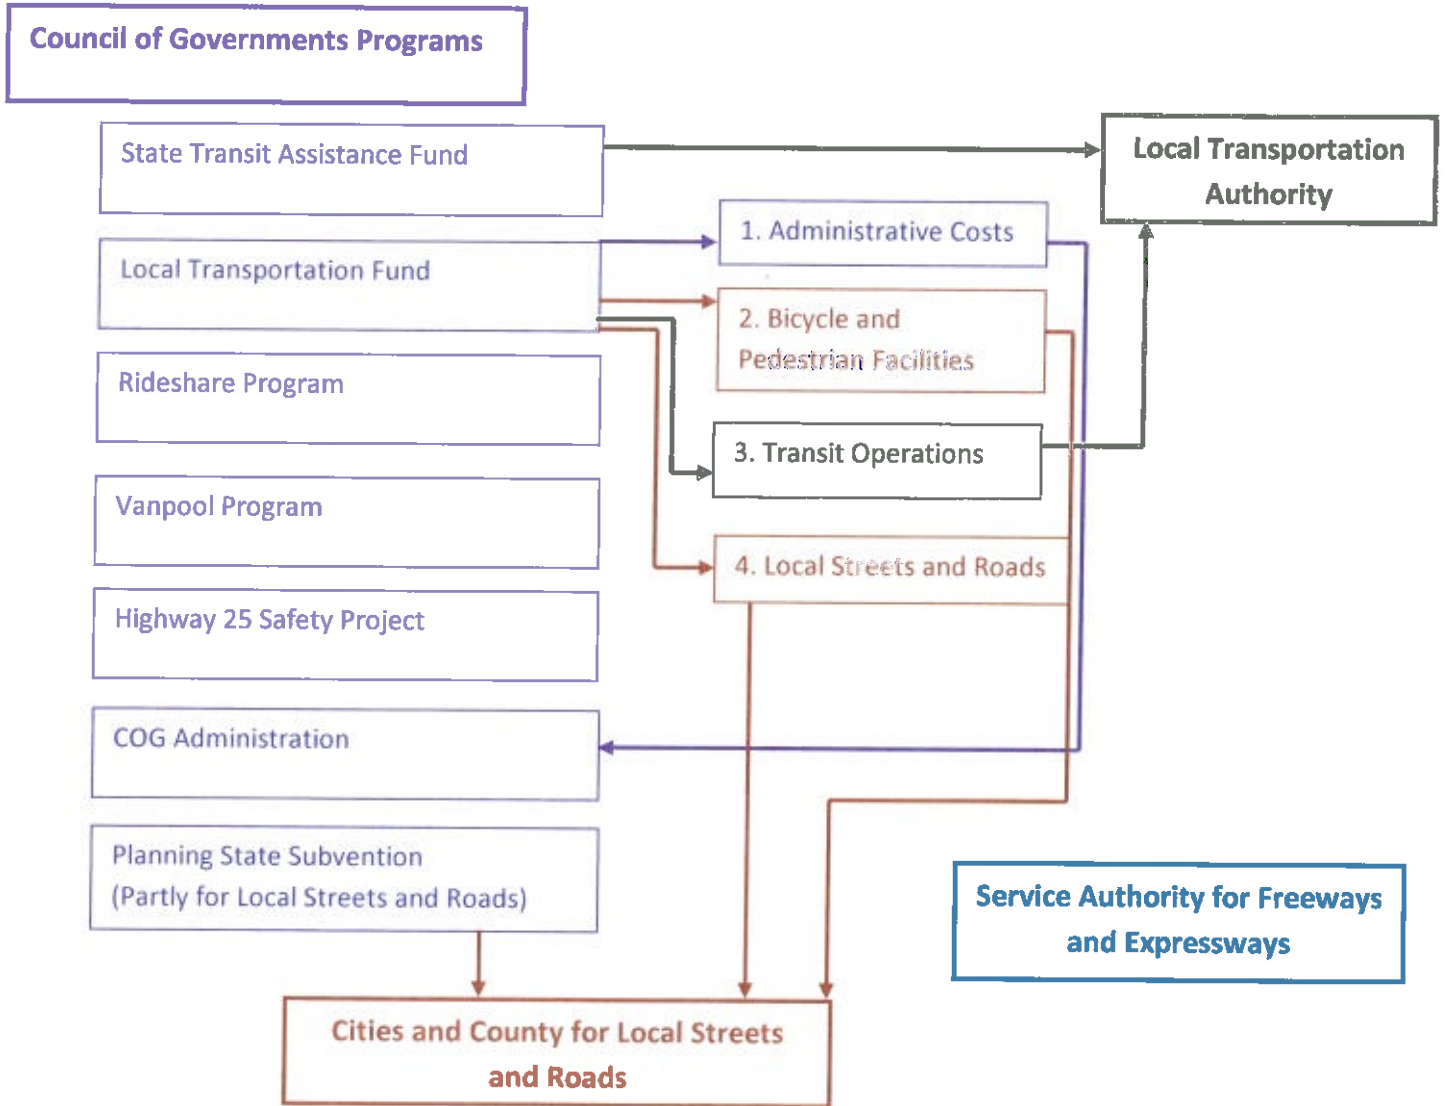 Council of Governments Programs
State Transit Assistance Fund
Local Transportation
Authority
1. Administrative Costs
Local Transportation Fund
2. Bicycle and
Pedestrian Facilities
Rideshare Program
3. Transit Operations
Vanpool Program
4. Local Streets and Roads
Highway 25 Safety Project
COG Administration
Planning State Subvention
(Partly for Local Streets and Roads)
Service Authority for Freeways
and Expressways
Cities and County for Local Streets
and Roads